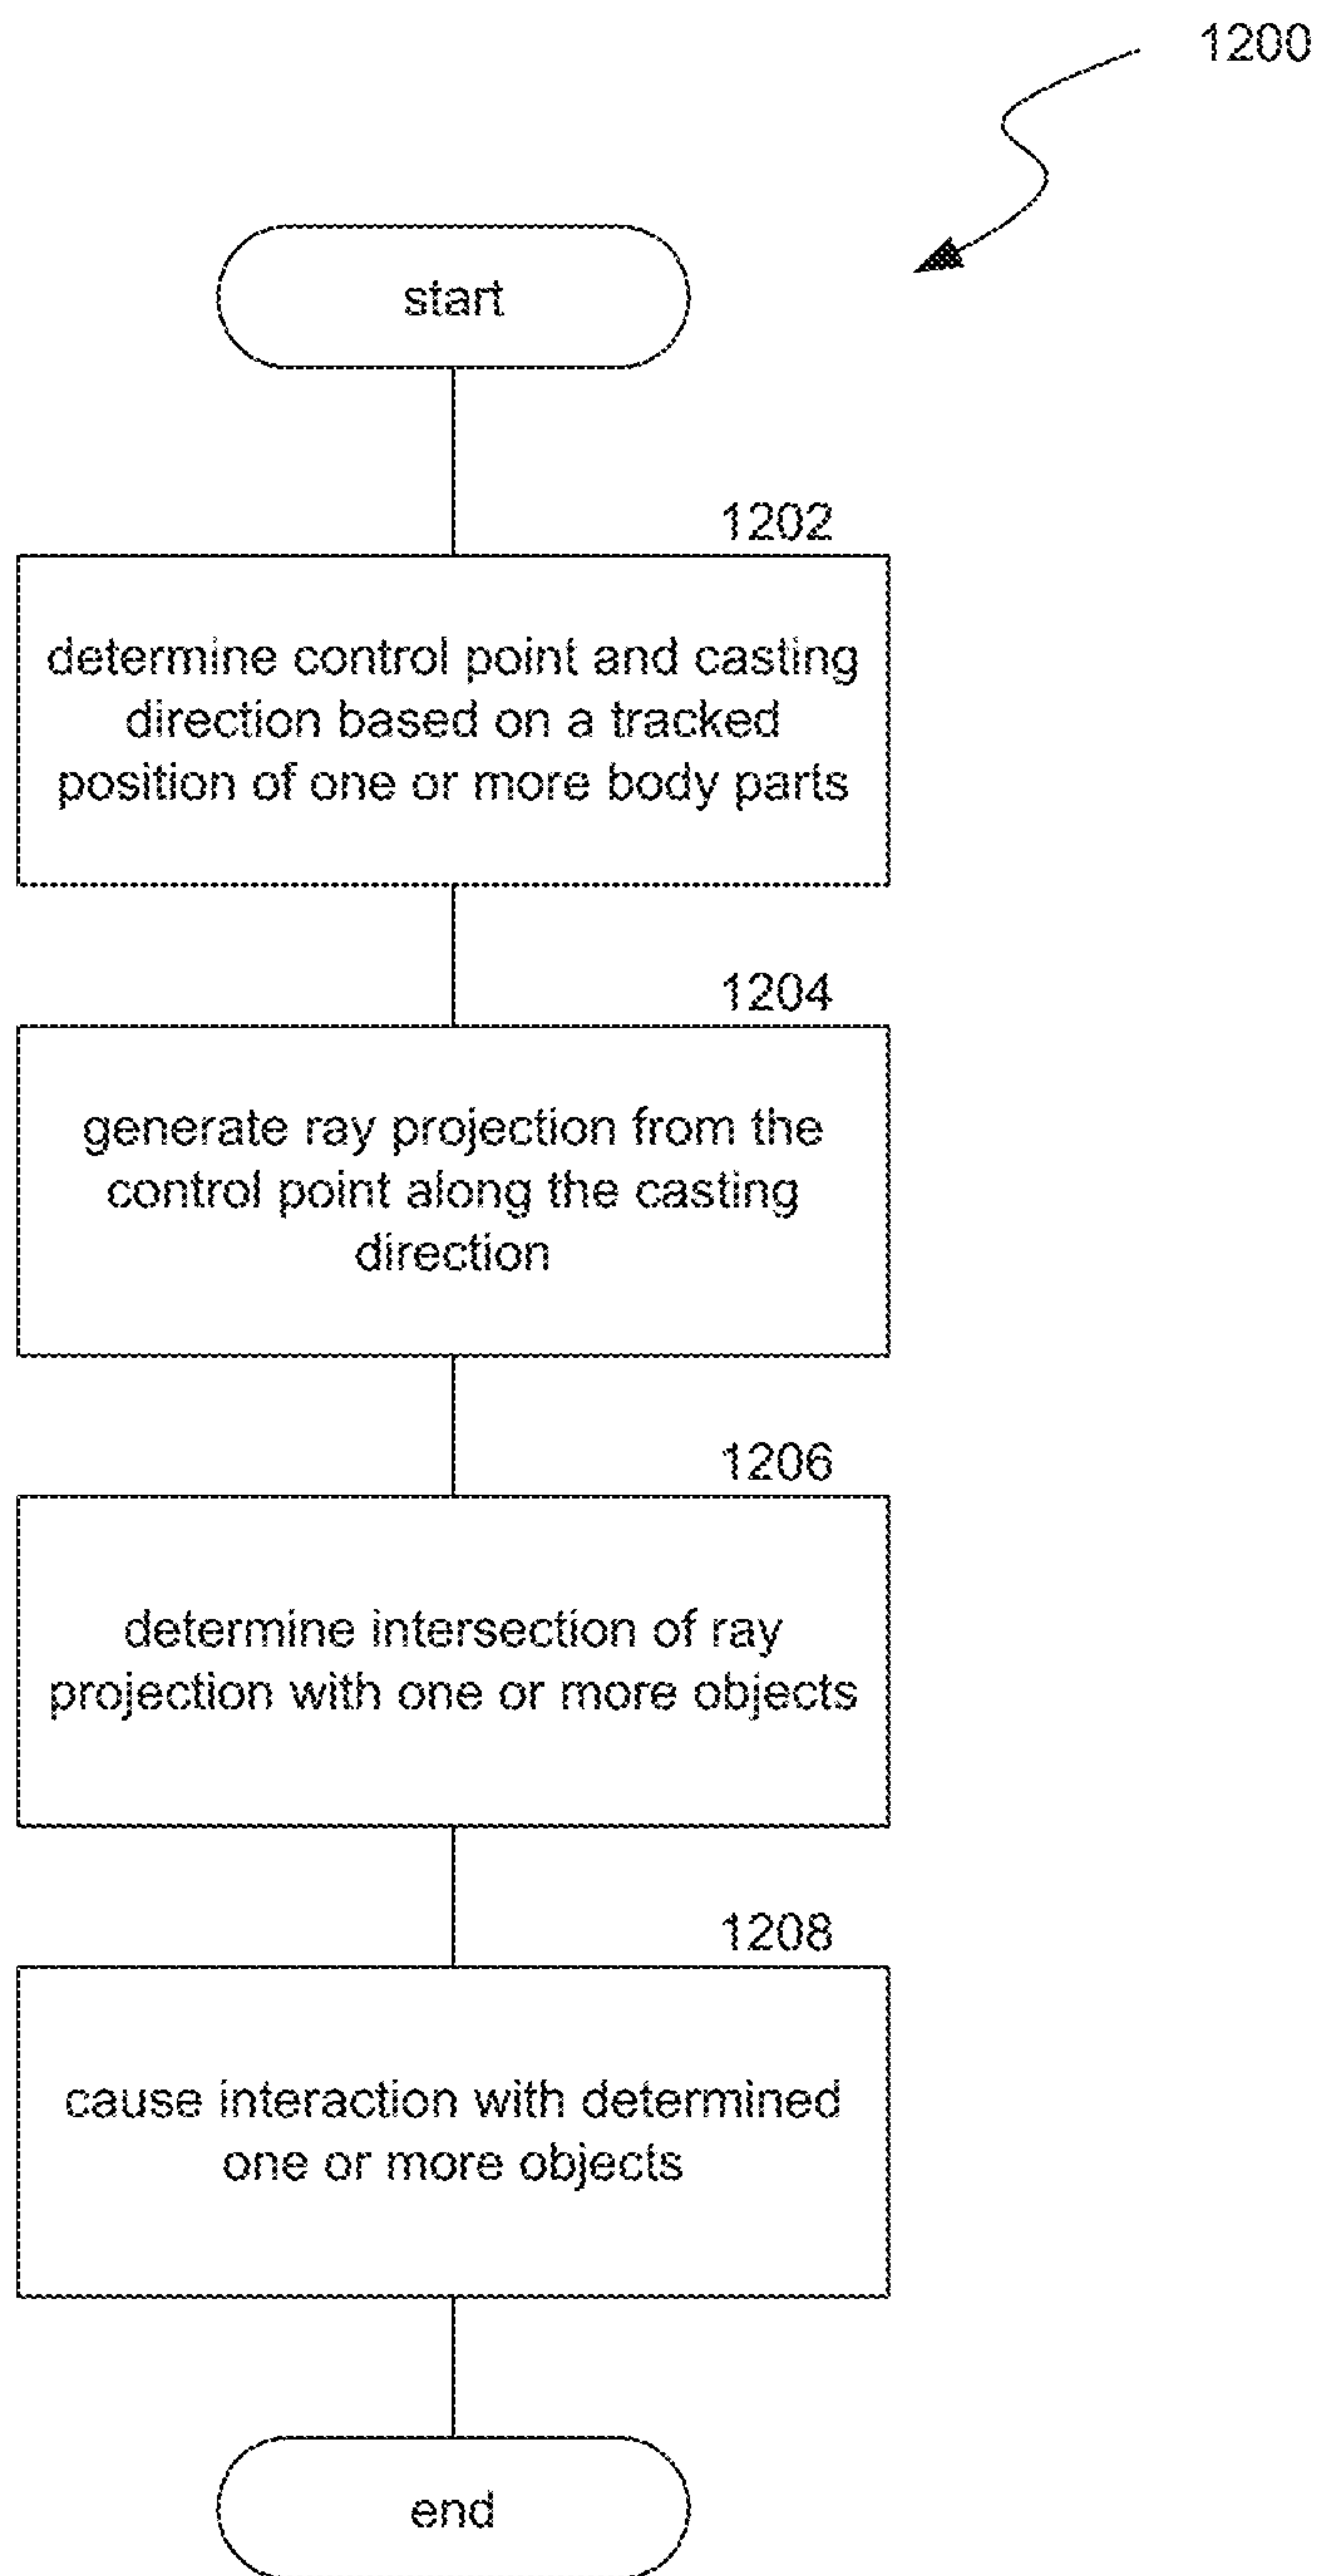 1200
start
1202
determine control point and casting
direction based on a tracked
position of one or more body parts
1204
generate ray projection from the
control point along the casting
direction
1206
determine intersection of ray
projection with one or more objects
1208
cause interaction with determined
one or more objects
end